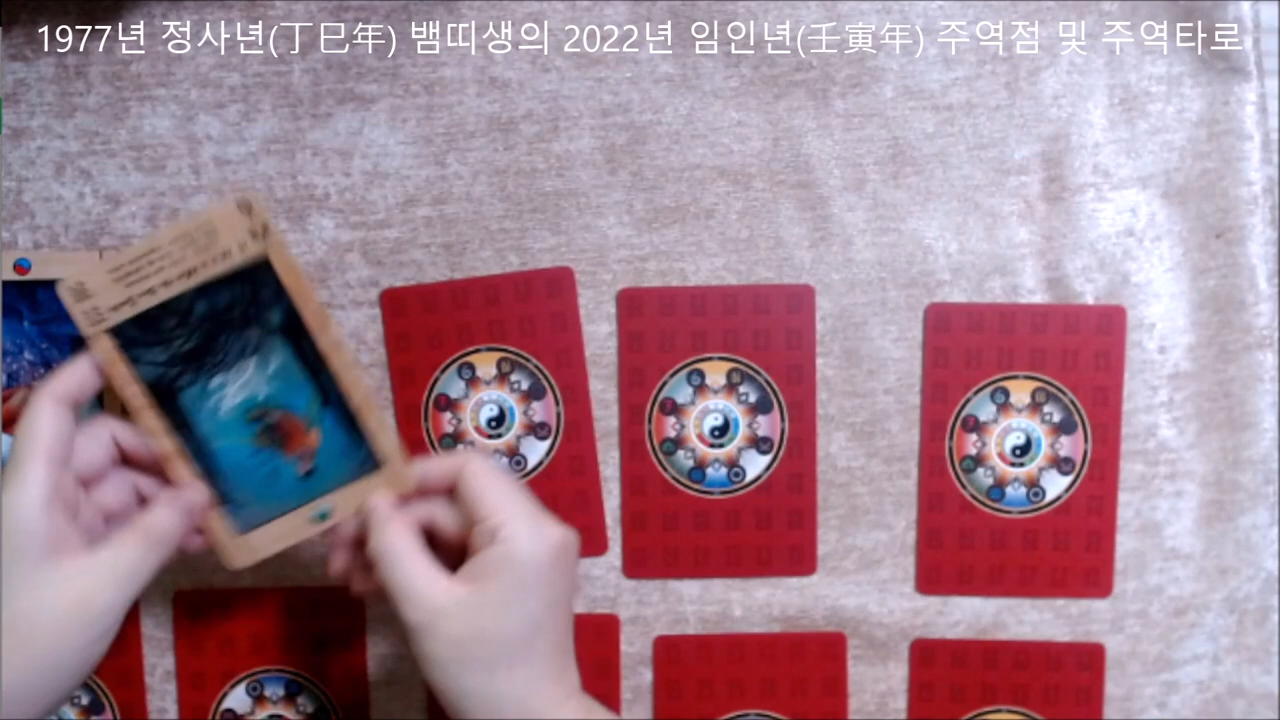 1977년 정사년(丁巳年) 뱀띠생의 2022년 임인년(壬寅年) 주역점 및 주역타로